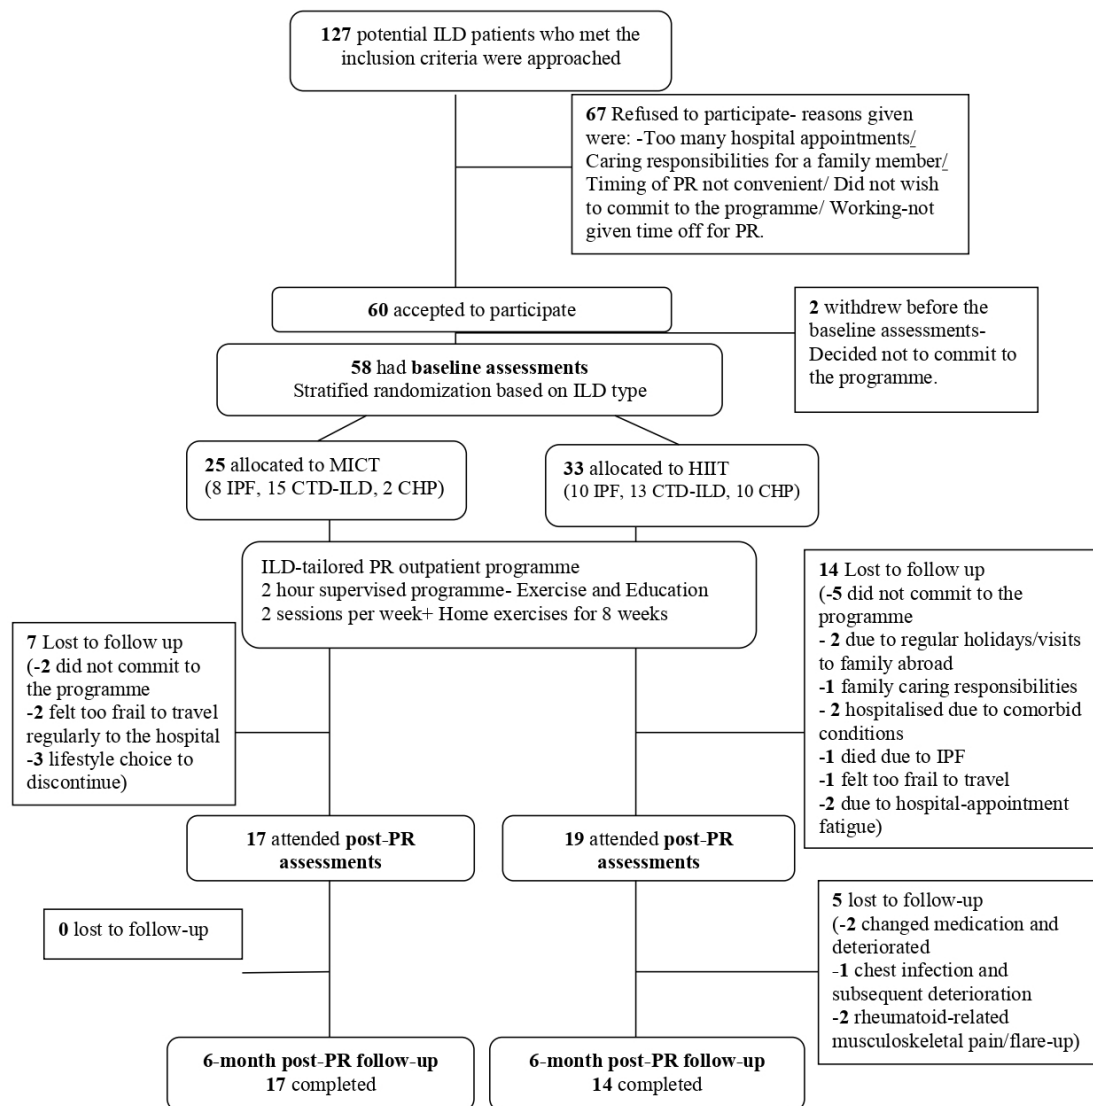 127 potential ILD patients who met the
inclusion criteria were approached
67 Refused to participate- reasons given
were: -Too many hospital appointments/
Caring responsibilities for a family member/
Timing of PR not convenient/ Did not wish
to commit to the programme/ Working-not
given time off for PR.
60 accepted to participate
2 withdrew before the
baseline assessments-
Decided not to commit to
the programme.
58 had baseline assessments
Stratified randomization based on ILD type
25 allocated to MICT
(8 IPF, 15 CTD-ILD, 2 CHP)
33 allocated to HIIT
(10 IPF, 13 CTD-ILD, 10 CHP)
ILD-tailored PR outpatient programme
2 hour supervised programme- Exercise and Education
2 sessions per week+ Home exercises for 8 weeks
7 Lost to follow up
(-2 did not commit to
the programme
-2 felt too frail to travel
regularly to the hospital
-3 lifestyle choice to
discontinue)
14 Lost to follow up
(-5 did not commit to the
programme
- 2 due to regular holidays/visits
to family abroad
-1 family caring responsibilities
- 2 hospitalised due to comorbid
conditions
-1 died due to IPF
-1 felt too frail to travel
-2 due to hospital-appointment
fatigue)
17 attended post-PR
assessments
19 attended post-PR
assessments
0 lost to follow-up
5 lost to follow-up
(-2 changed medication and
deteriorated
-1 chest infection and
subsequent deterioration
-2 rheumatoid-related
musculoskeletal pain/flare-up)
6-month post-PR follow-up
17 completed
6-month post-PR follow-up
14 completed